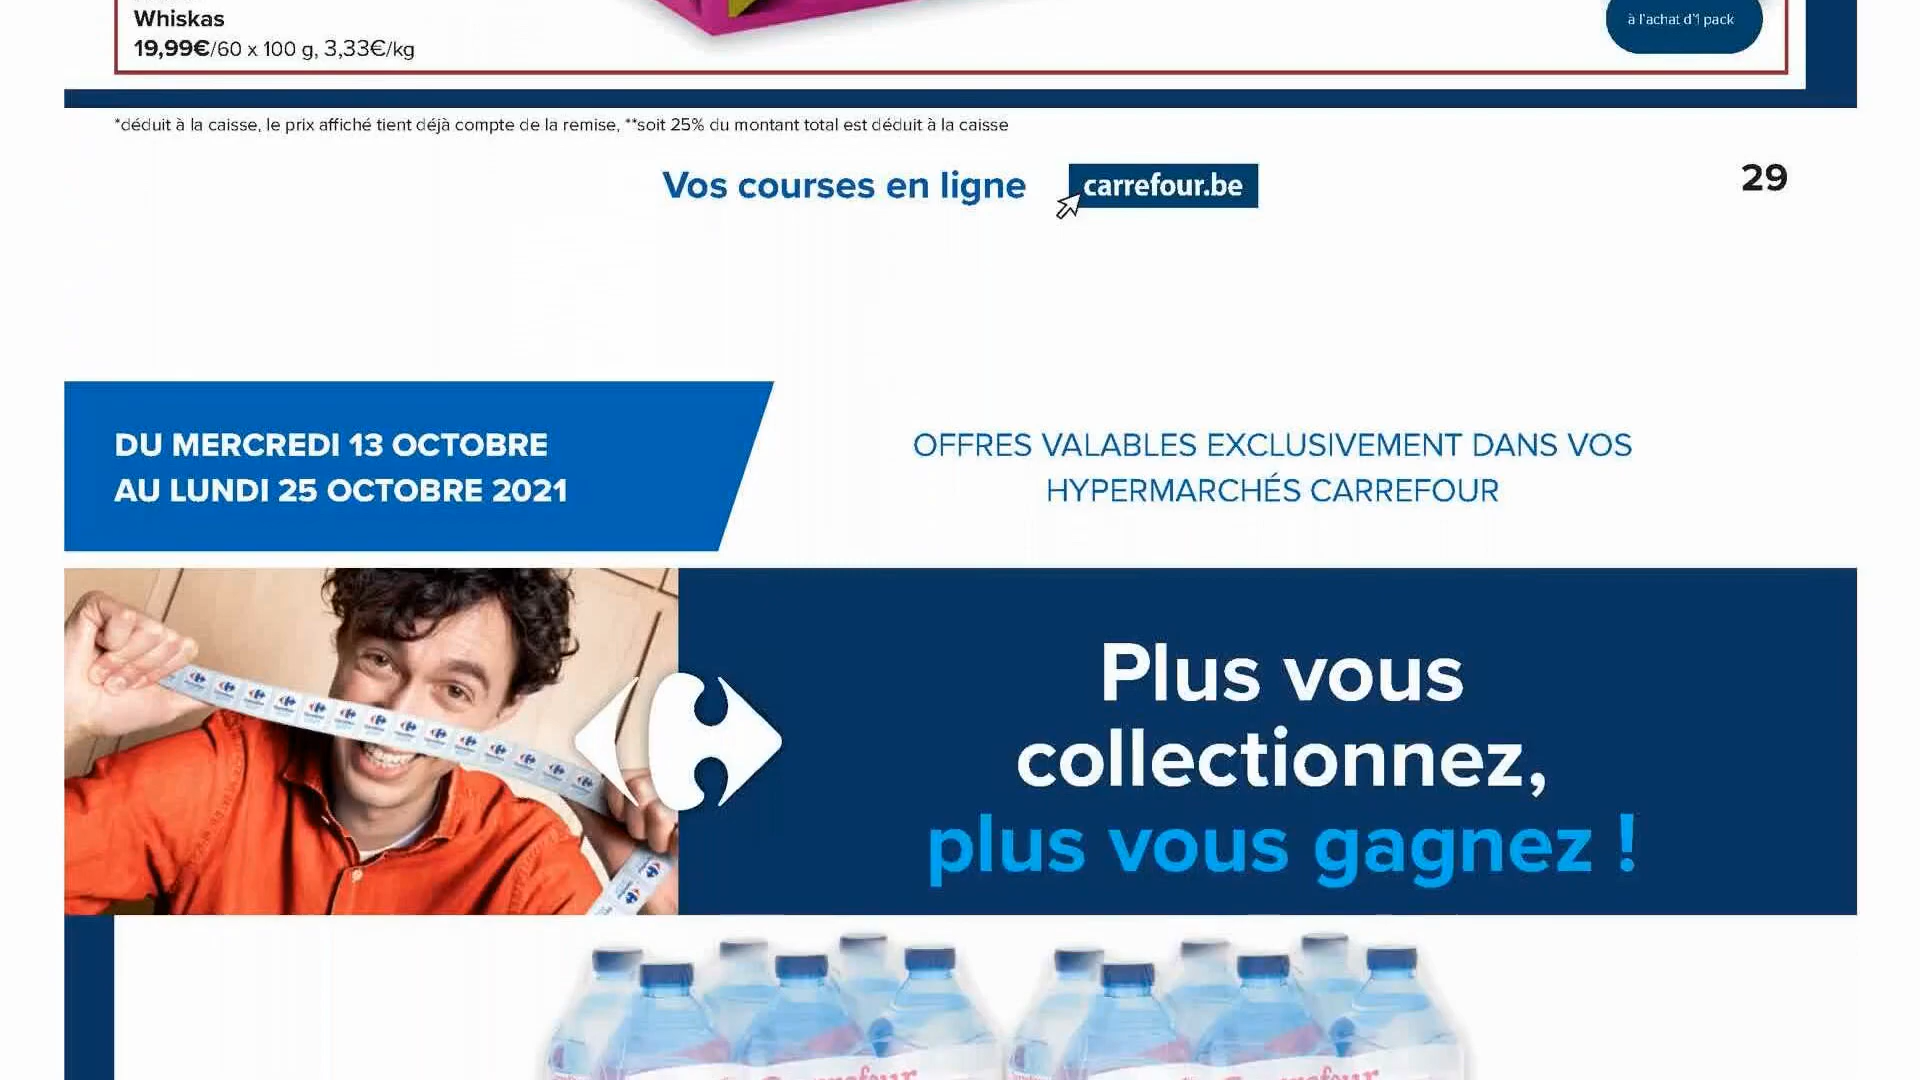 Whiskas
19,99€/60 x 100 g, 3,33€/kg
à l'achat d'1 pack
*déduit à la caisse, le prix affiché tient déjà compte de la remise, **soit 25% du montant total est déduit à la caisse
Vos courses en ligne carrefour.be
29
DU MERCREDI 13 OCTOBRE
AU LUNDI 25 OCTOBRE 2021
OFFRES VALABLES EXCLUSIVEMENT DANS VOS
HYPERMARCHÉS CARREFOUR
Plus vous
collectionnez,
plus vous gagnez !